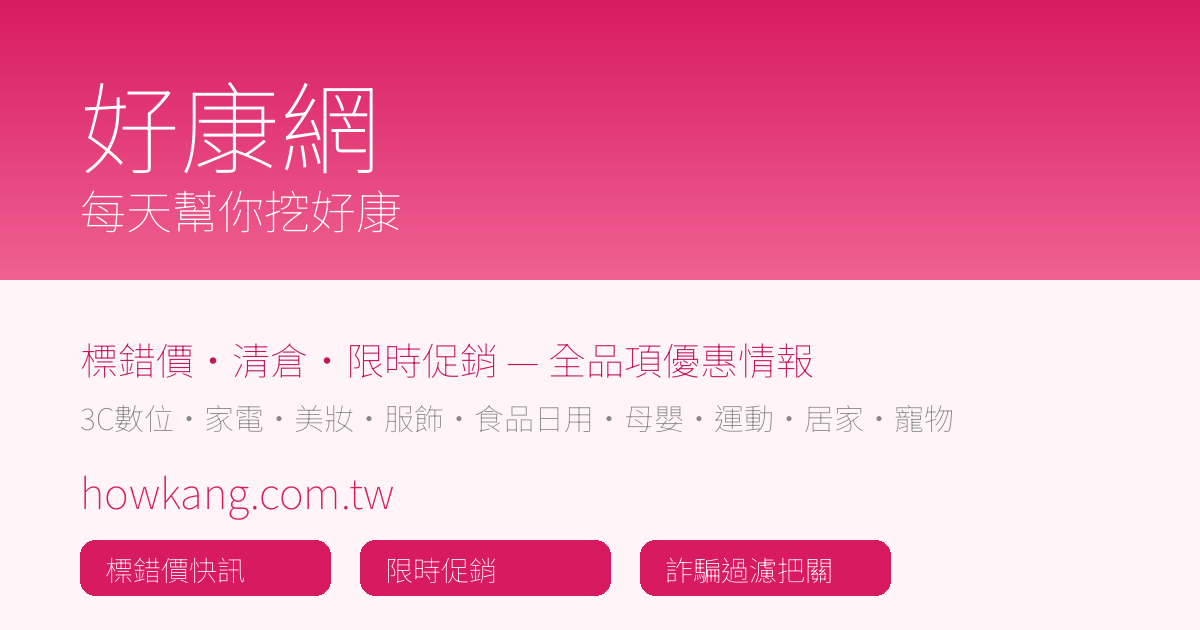 好康網
每天幫你挖好康
標錯價・清倉・限時促銷 — 全品項優惠情報
3C數位・家電・美妝・服飾・食品日用・母嬰・運動・居家・寵物
howkang.com.tw
標錯價快訊
限時促銷
詐騙過濾把關